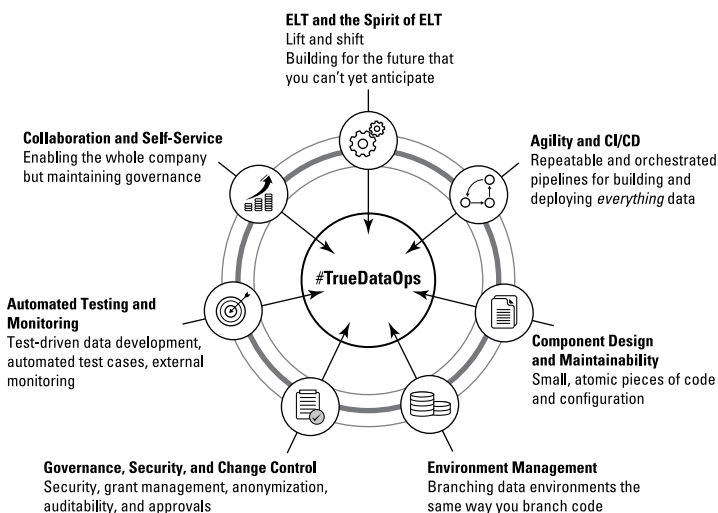 ELT and the Spirit of ELT
Lift and shift
Building for the future that
you can't yet anticipate
Collaboration and Self-Service
Enabling the whole company
but maintaining governance
Agility and CI/CD
Repeatable and orchestrated
pipelines for building and
deploying everything data
#TrueDataOps
Automated Testing and
Monitoring
Test-driven data development,
automated test cases, external
monitoring
Component Design
and Maintainability
Small, atomic pieces of code
and configuration
Governance, Security, and Change Control
Security, grant management, anonymization,
auditability, and approvals
Environment Management
Branching data environments the
same way you branch code